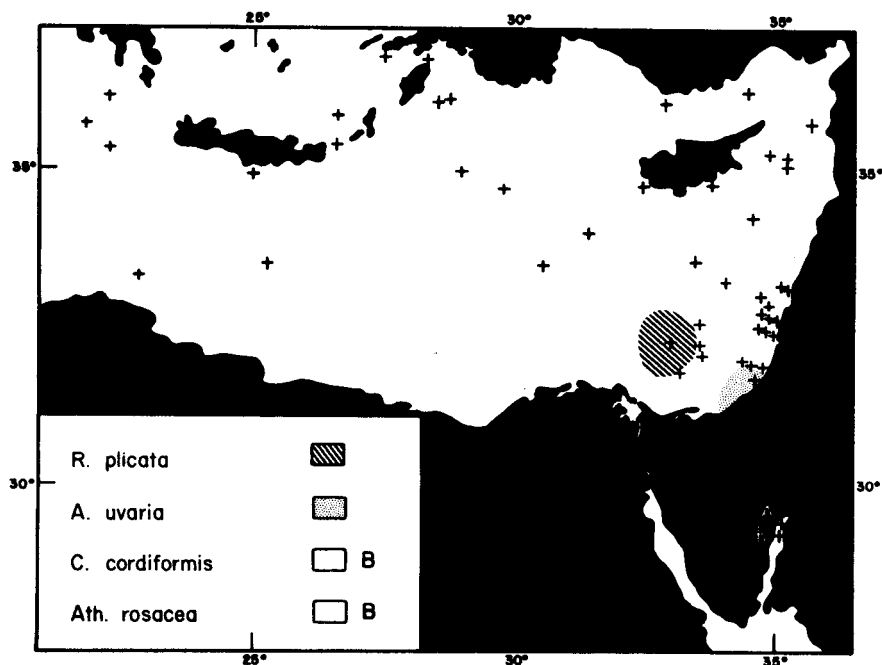 25° 30° 35°
35° 35°
30° 30°
R. plicata
A. uvaria
C. cordiformis B
Ath. rosacea B
25° 30° 35°